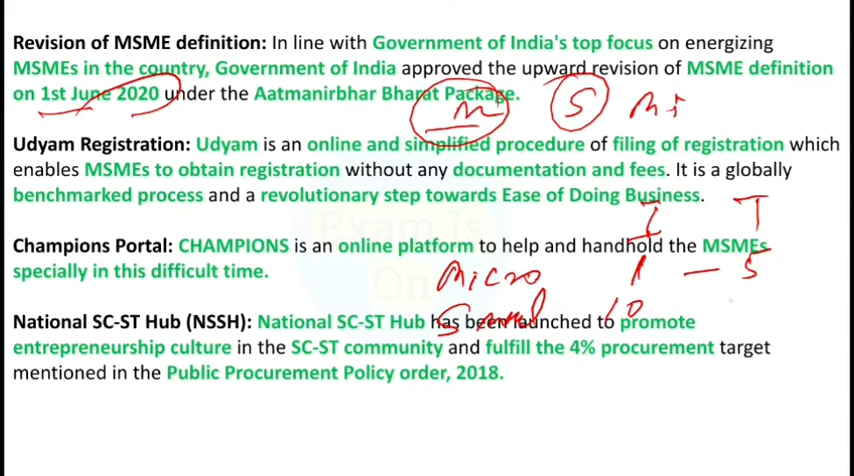 Revision of MSME definition: In line with Government of India's top focus on energizing
MSMEs in the country, Government of India approved the upward revision of MSME definition
on 1st June 2020 under the Aatmanirbhar Bharat Package.
M S Mi
Udyam Registration: Udyam is an online and simplified procedure of filing of registration which
enables MSMEs to obtain registration without any documentation and fees. It is a globally
benchmarked process and a revolutionary step towards Ease of Doing Business.
I T
Champions Portal: CHAMPIONS is an online platform to help and handhold the MSMEs
specially in this difficult time.
Micro 1 — 5
Small 10
National SC-ST Hub (NSSH): National SC-ST Hub has been launched to promote
entrepreneurship culture in the SC-ST community and fulfill the 4% procurement target
mentioned in the Public Procurement Policy order, 2018.
Exam Is
On